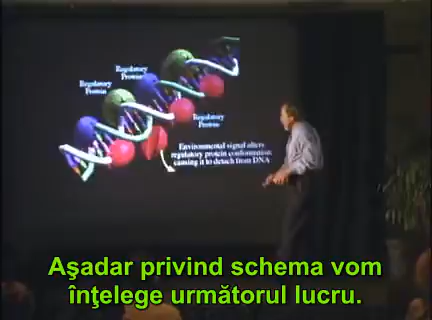 Regulatory
Protein
Regulatory
Protein
Regulatory
Protein
Environmental signal alters
regulatory protein conformation;
causing it to detach from DNA
Aşadar privind schema vom
înţelege următorul lucru.